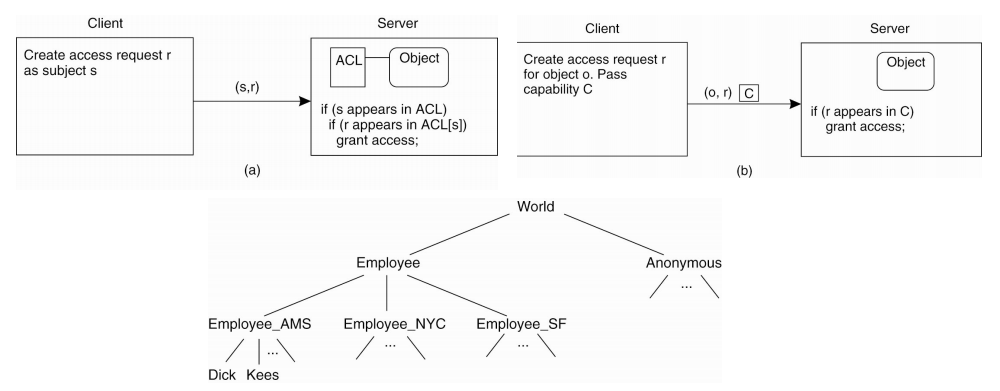 Client
Server
Create access request r
as subject s
(s,r)
ACL
Object
if (s appears in ACL)
if (r appears in ACL[s])
grant access;
(a)
Client
Server
Create access request r
for object o. Pass
capability C
(o, r) C
Object
if (r appears in C)
grant access;
(b)
World
Employee
Anonymous
...
Employee_AMS Employee_NYC Employee_SF
... ... ...
Dick Kees